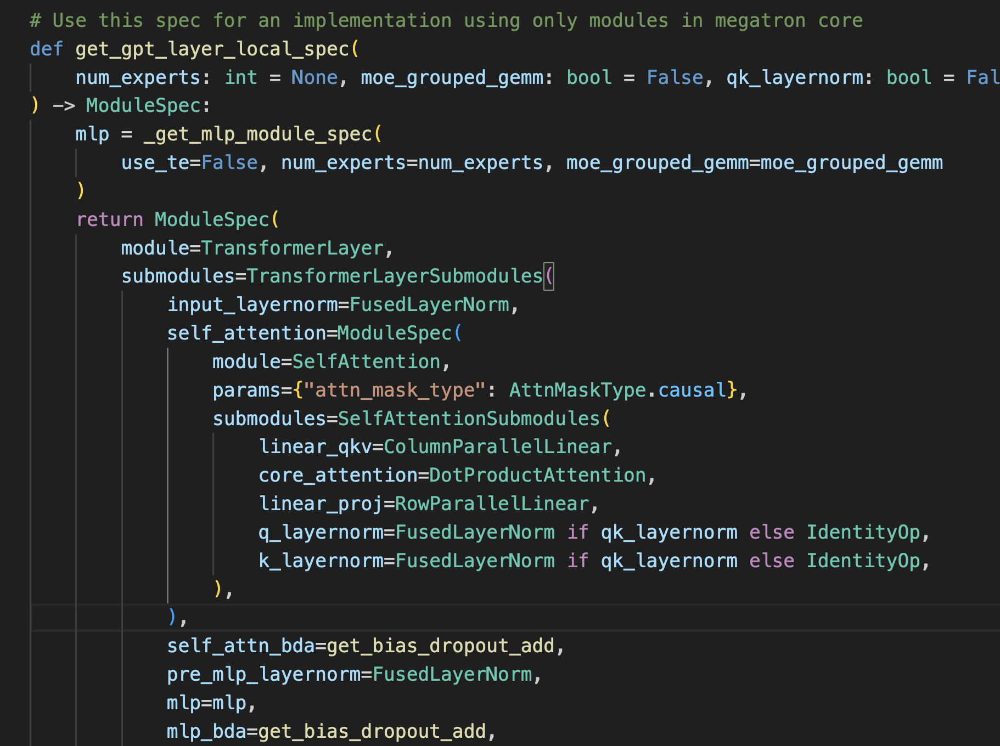 # Use this spec for an implementation using only modules in megatron core
def get_gpt_layer_local_spec(
    num_experts: int = None, moe_grouped_gemm: bool = False, qk_layernorm: bool = Fal
) -> ModuleSpec:
    mlp = _get_mlp_module_spec(
        use_te=False, num_experts=num_experts, moe_grouped_gemm=moe_grouped_gemm
    )
    return ModuleSpec(
        module=TransformerLayer,
        submodules=TransformerLayerSubmodules(
            input_layernorm=FusedLayerNorm,
            self_attention=ModuleSpec(
                module=SelfAttention,
                params={"attn_mask_type": AttnMaskType.causal},
                submodules=SelfAttentionSubmodules(
                    linear_qkv=ColumnParallelLinear,
                    core_attention=DotProductAttention,
                    linear_proj=RowParallelLinear,
                    q_layernorm=FusedLayerNorm if qk_layernorm else IdentityOp,
                    k_layernorm=FusedLayerNorm if qk_layernorm else IdentityOp,
                ),
            ),
            self_attn_bda=get_bias_dropout_add,
            pre_mlp_layernorm=FusedLayerNorm,
            mlp=mlp,
            mlp_bda=get_bias_dropout_add,